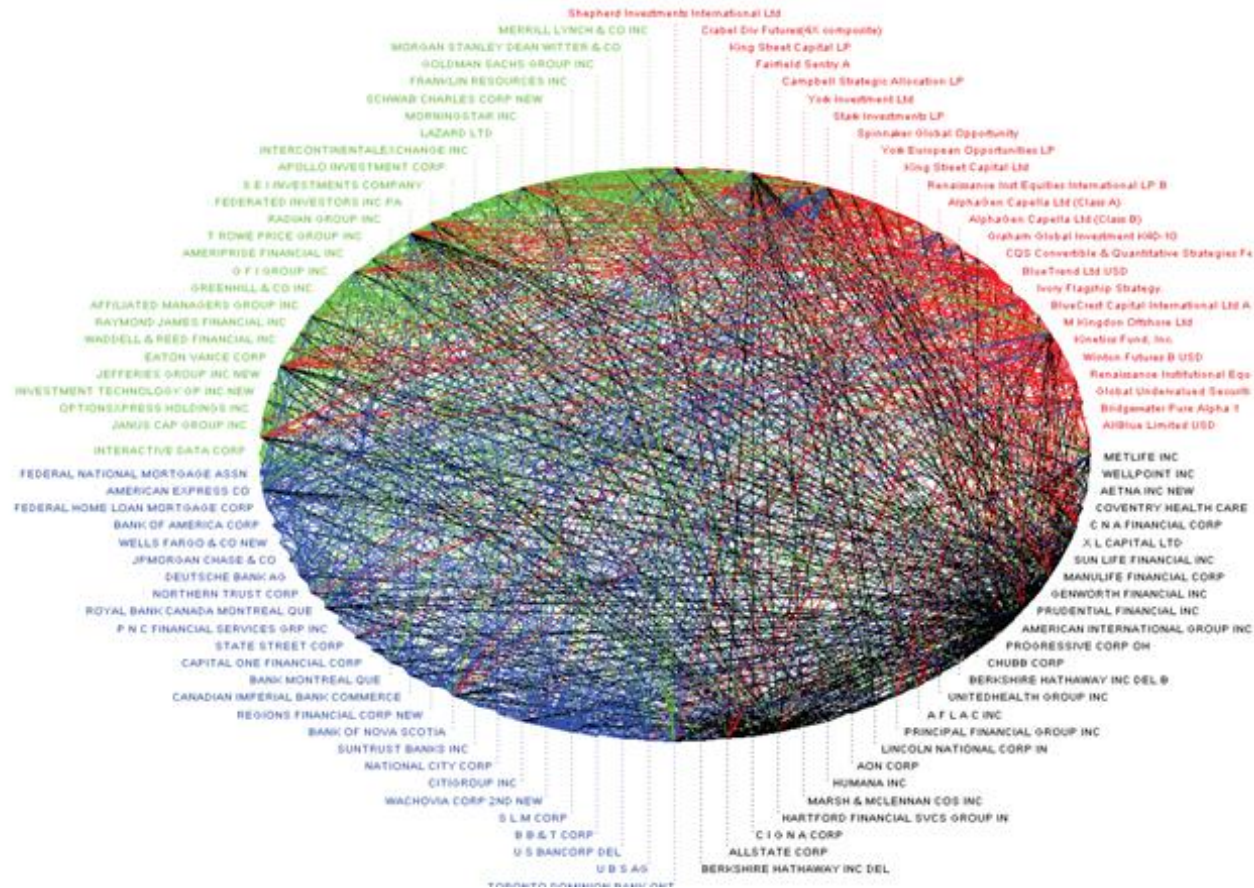 Shepherd Investments International Ltd
MERRILL LYNCH & CO INC
Crabel Div Futures(4X composite)
MORGAN STANLEY DEAN WITTER & CO
King Street Capital LP
GOLDMAN SACHS GROUP INC
Fairfield Sentry A
FRANKLIN RESOURCES INC
Campbell Strategic Allocation LP
SCHWAB CHARLES CORP NEW
York Investment Ltd
MORNINGSTAR INC
Stark Investments LP
LAZARD LTD
Spinnaker Global Opportunity
INTERCONTINENTALEXCHANGE INC
York European Opportunities LP
APOLLO INVESTMENT CORP
King Street Capital Ltd
S E I INVESTMENTS COMPANY
Renaissance Inst Equities International LP B
FEDERATED INVESTORS INC PA
AlphaGen Capella Ltd (Class A)
RADIAN GROUP INC
AlphaGen Capella Ltd (Class B)
T ROWE PRICE GROUP INC
Graham Global Investment K4D-10
AMERIPRISE FINANCIAL INC
CQS Convertible & Quantitative Strategies Fe
G F I GROUP INC
BlueTrend Ltd USD
GREENHILL & CO INC
Ivory Flagship Strategy
AFFILIATED MANAGERS GROUP INC
BlueCrest Capital International Ltd A
RAYMOND JAMES FINANCIAL INC
M Kingdon Offshore Ltd
WADDELL & REED FINANCIAL INC
Kinetics Fund, Inc.
EATON VANCE CORP
Winton Futures B USD
JEFFERIES GROUP INC NEW
Renaissance Institutional Equ
INVESTMENT TECHNOLOGY GP INC NEW
Global Undervalued Securit
OPTIONSXPRESS HOLDINGS INC
Bridgewater Pure Alpha
JANUS CAP GROUP INC
AllBlue Limited USD
INTERACTIVE DATA CORP
METLIFE INC
FEDERAL NATIONAL MORTGAGE ASSN
WELLPOINT INC
AMERICAN EXPRESS CO
AETNA INC NEW
FEDERAL HOME LOAN MORTGAGE CORP
COVENTRY HEALTH CARE
BANK OF AMERICA CORP
C N A FINANCIAL CORP
WELLS FARGO & CO NEW
X L CAPITAL LTD
JPMORGAN CHASE & CO
SUN LIFE FINANCIAL INC
DEUTSCHE BANK AG
MANULIFE FINANCIAL CORP
NORTHERN TRUST CORP
GENWORTH FINANCIAL INC
ROYAL BANK CANADA MONTREAL QUE
PRUDENTIAL FINANCIAL INC
P N C FINANCIAL SERVICES GRP INC
AMERICAN INTERNATIONAL GROUP INC
STATE STREET CORP
PROGRESSIVE CORP OH
CAPITAL ONE FINANCIAL CORP
CHUBB CORP
BANK MONTREAL QUE
BERKSHIRE HATHAWAY INC DEL B
CANADIAN IMPERIAL BANK COMMERCE
UNITEDHEALTH GROUP INC
REGIONS FINANCIAL CORP NEW
A F L A C INC
BANK OF NOVA SCOTIA
PRINCIPAL FINANCIAL GROUP INC
SUNTRUST BANKS INC
LINCOLN NATIONAL CORP IN
NATIONAL CITY CORP
AON CORP
CITIGROUP INC
HUMANA INC
WACHOVIA CORP 2ND NEW
MARSH & MCLENNAN COS INC
S L M CORP
HARTFORD FINANCIAL SVCS GROUP IN
B B & T CORP
C I G N A CORP
U S BANCORP DEL
ALLSTATE CORP
U B S AG
BERKSHIRE HATHAWAY INC DEL
TORONTO DOMINION BANK ONT